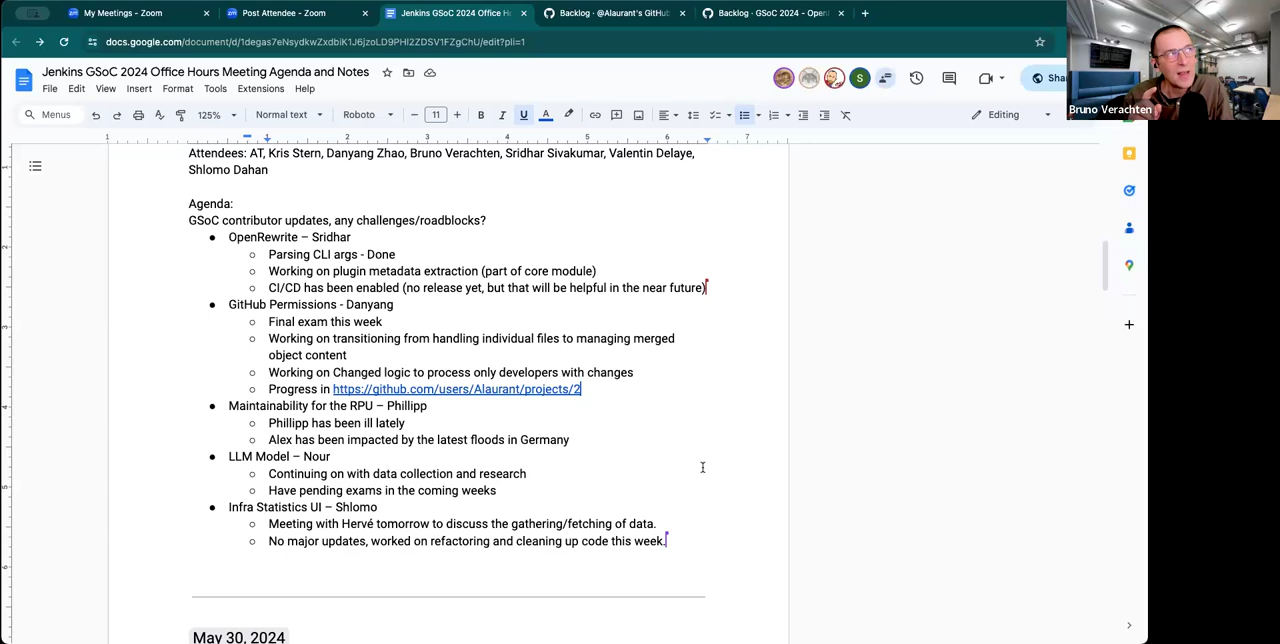 My Meetings - Zoom
Post Attendee - Zoom
Jenkins GSoC 2024 Office H
Backlog · @Alaurant's GitHub
Backlog · GSoC 2024 - Open
docs.google.com/document/d/1degas7eNsydkwZxdbiK1J6jzoLD9PHI2ZDSV1FZgChU/edit?pli=1
Jenkins GSoC 2024 Office Hours Meeting Agenda and Notes
File Edit View Insert Format Tools Extensions Help
S
Sha
Bruno Verachten
Menus 125% Normal text Roboto 11 B I U A Editing
1 1 2 3 4 5 6 7
Attendees: AT, Kris Stern, Danyang Zhao, Bruno Verachten, Sridhar Sivakumar, Valentin Delaye,
Shlomo Dahan
Agenda:
GSoC contributor updates, any challenges/roadblocks?
● OpenRewrite – Sridhar
○ Parsing CLI args - Done
○ Working on plugin metadata extraction (part of core module)
○ CI/CD has been enabled (no release yet, but that will be helpful in the near future)
● GitHub Permissions - Danyang
○ Final exam this week
○ Working on transitioning from handling individual files to managing merged
object content
○ Working on Changed logic to process only developers with changes
○ Progress in https://github.com/users/Alaurant/projects/2
● Maintainability for the RPU – Phillipp
○ Phillipp has been ill lately
○ Alex has been impacted by the latest floods in Germany
● LLM Model – Nour
○ Continuing on with data collection and research
○ Have pending exams in the coming weeks
● Infra Statistics UI – Shlomo
○ Meeting with Hervé tomorrow to discuss the gathering/fetching of data.
○ No major updates, worked on refactoring and cleaning up code this week.
May 30, 2024